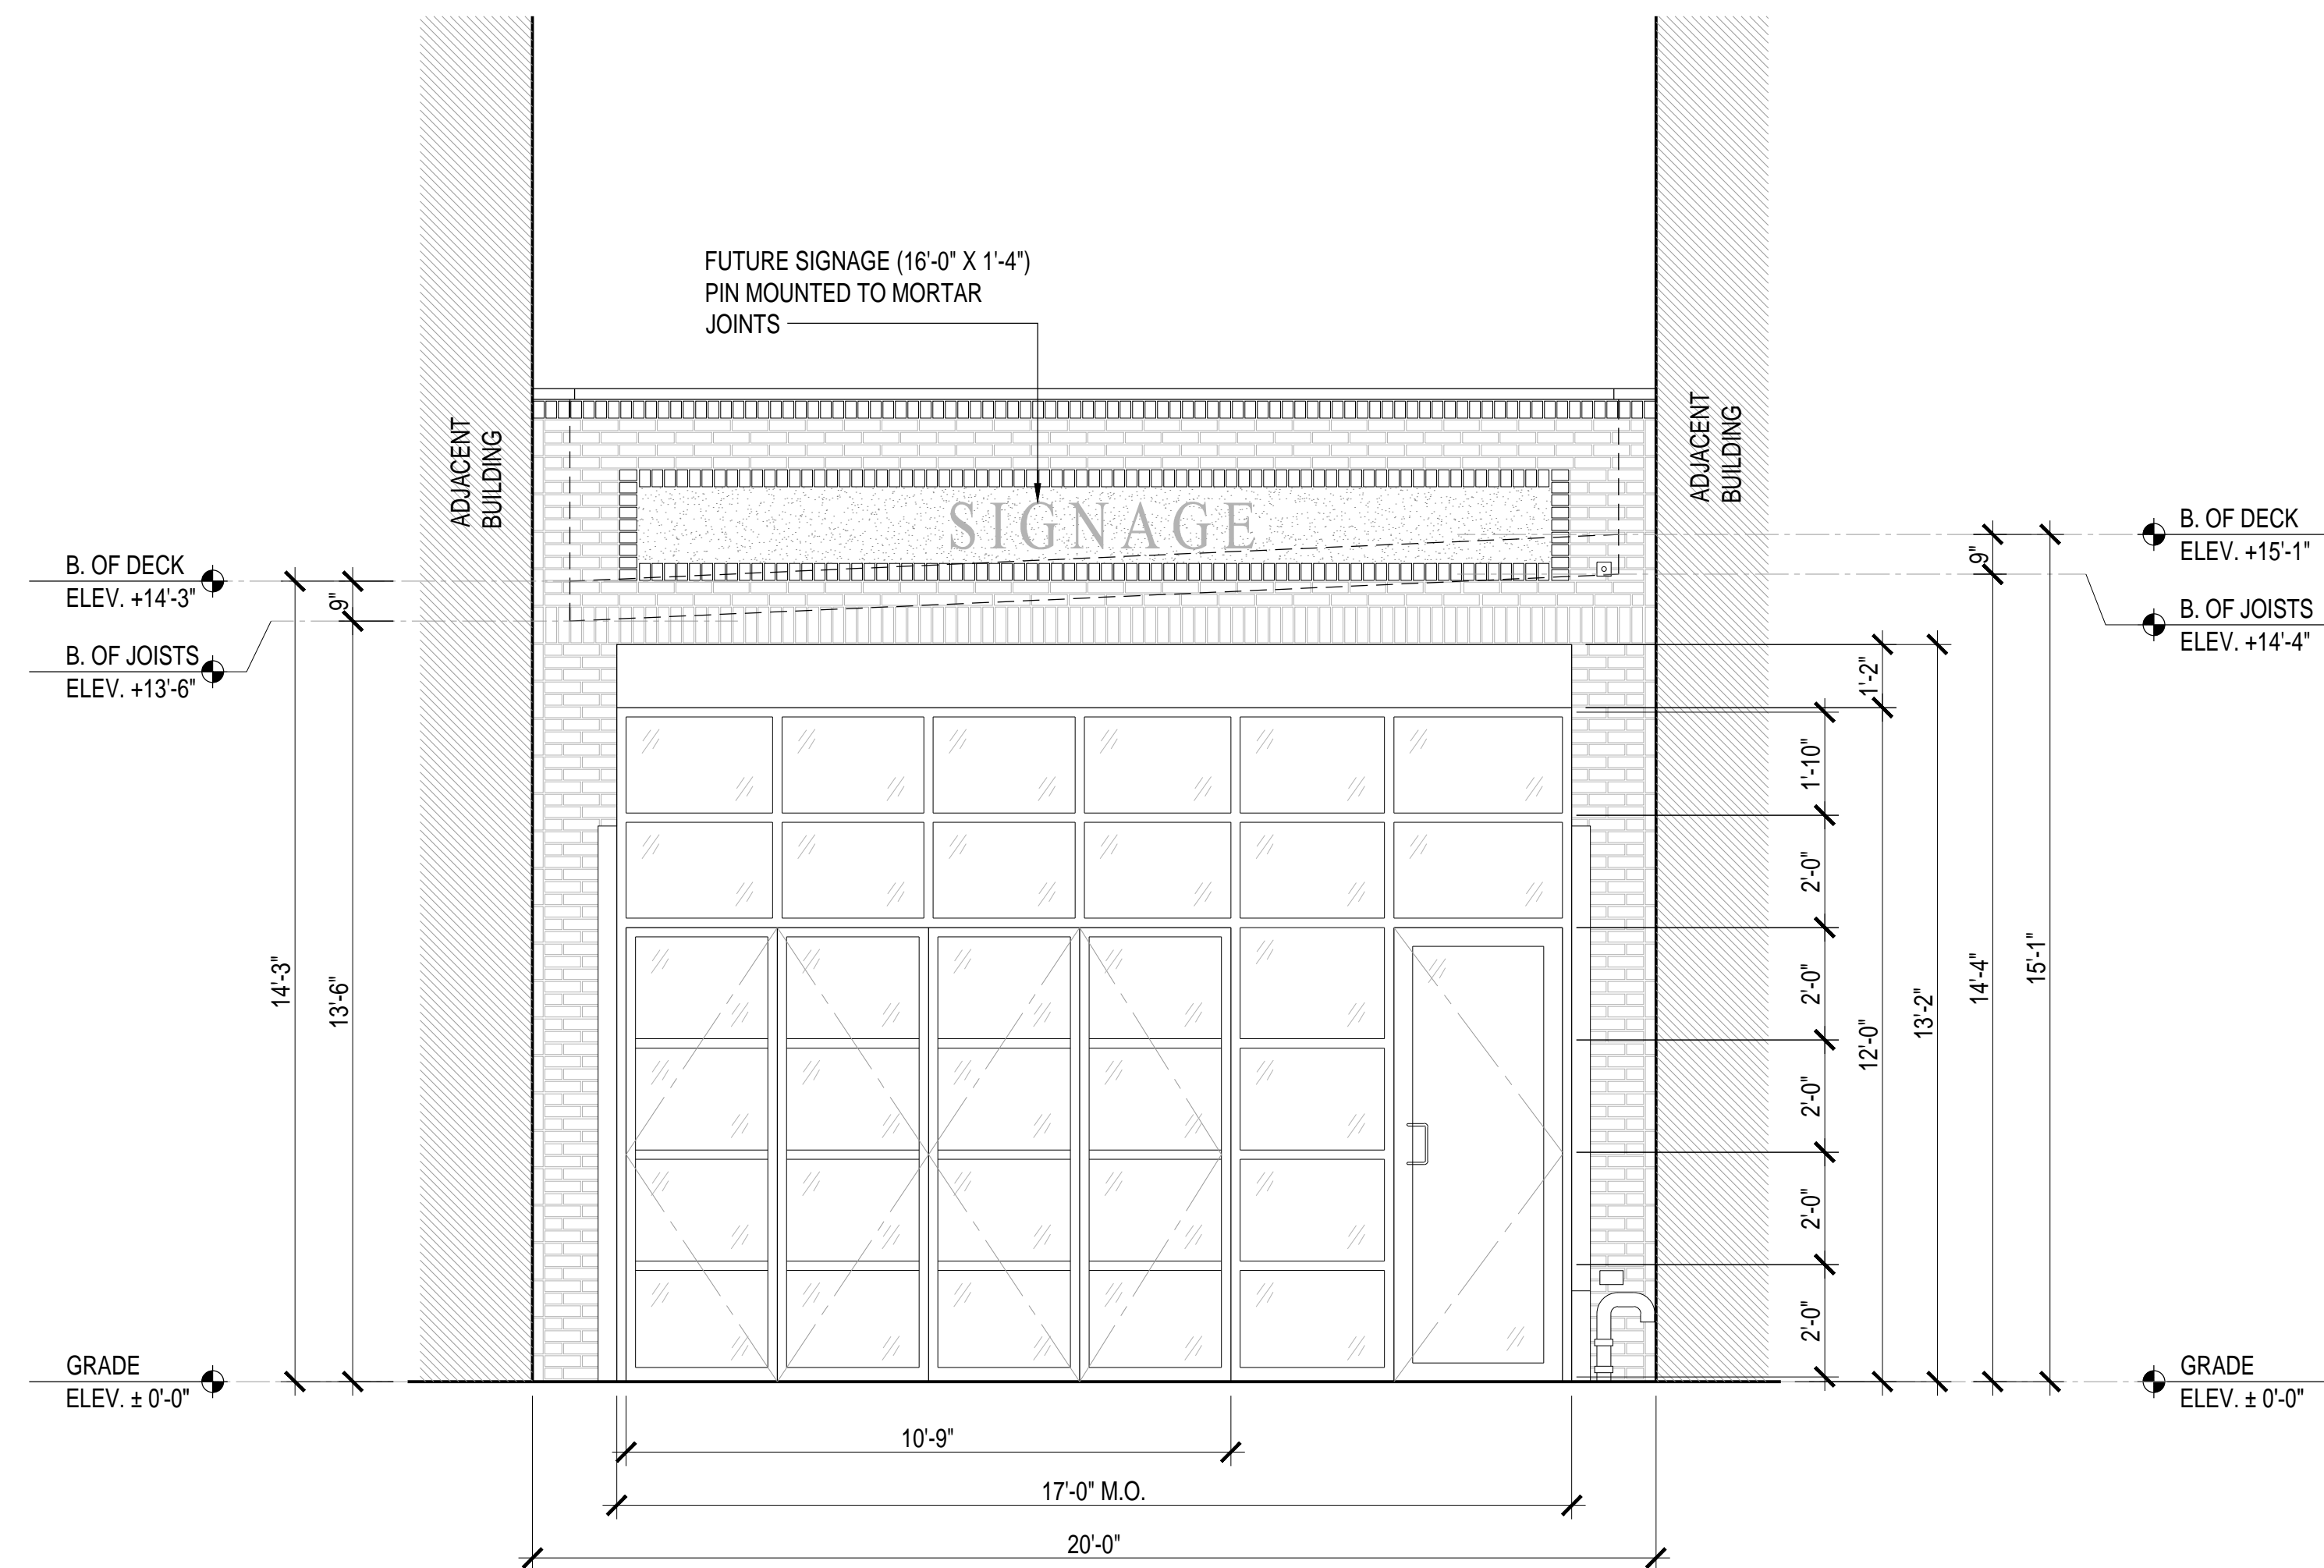 FUTURE SIGNAGE (16'-0" X 1'-4")
PIN MOUNTED TO MORTAR
JOINTS
ADJACENT
BUILDING
ADJACENT
BUILDING
SIGNAGE
B. OF DECK
ELEV. +14'-3"
B. OF JOISTS
ELEV. +13'-6"
9"
14'-3"
13'-6"
GRADE
ELEV. ± 0'-0"
B. OF DECK
ELEV. +15'-1"
B. OF JOISTS
ELEV. +14'-4"
9"
1'-2"
1'-10"
2'-0"
2'-0"
2'-0"
2'-0"
2'-0"
12'-0"
13'-2"
14'-4"
15'-1"
GRADE
ELEV. ± 0'-0"
10'-9"
17'-0" M.O.
20'-0"